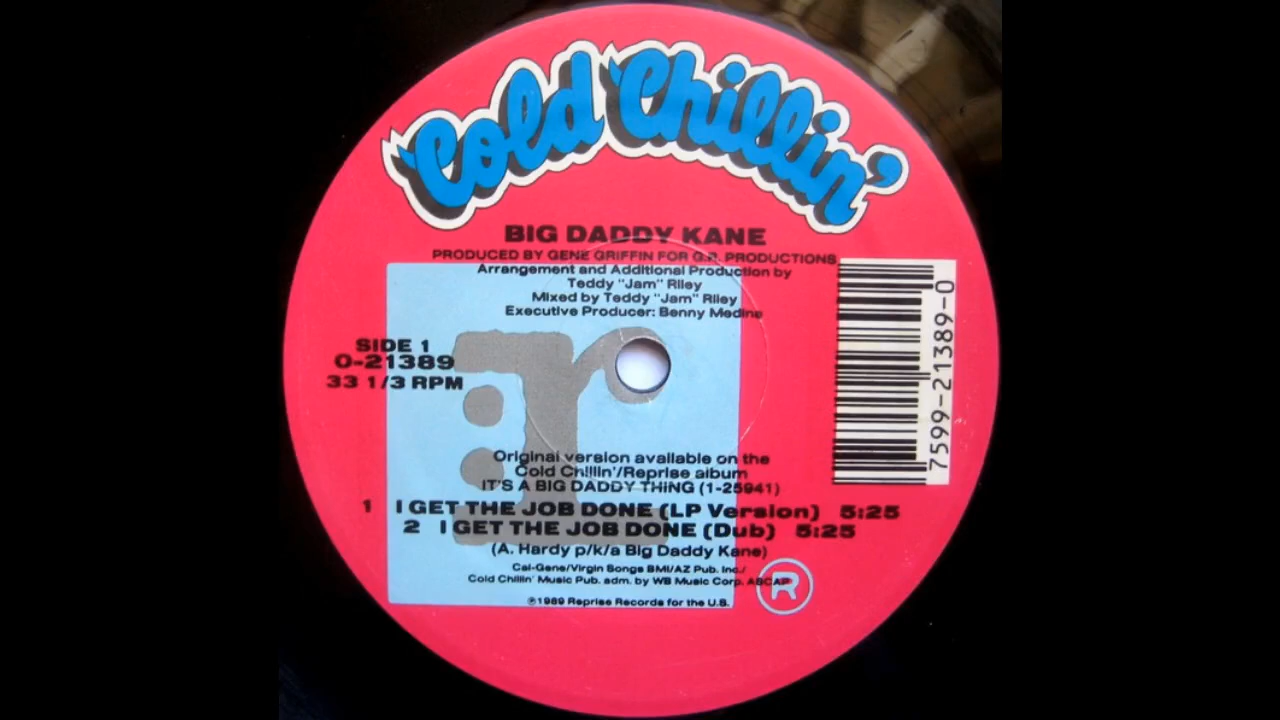 Cold Chillin'
BIG DADDY KANE
PRODUCED BY GENE GRIFFIN FOR G.R. PRODUCTIONS
Arrangement and Additional Production by
Teddy "Jam" Riley
Mixed by Teddy "Jam" Riley
Executive Producer: Benny Medina
SIDE 1
0-21389
33 1/3 RPM
7599-21389-0
r
Original version available on the
Cold Chillin'/Reprise album
IT'S A BIG DADDY THING (1-25941)
1 I GET THE JOB DONE (LP Version) 5:25
2 I GET THE JOB DONE (Dub) 5:25
(A. Hardy p/k/a Big Daddy Kane)
Cal-Gene/Virgin Songs BMI/AZ Pub. Inc./
Cold Chillin' Music Pub. adm. by WB Music Corp. ASCAP
℗1989 Reprise Records for the U.S.
R